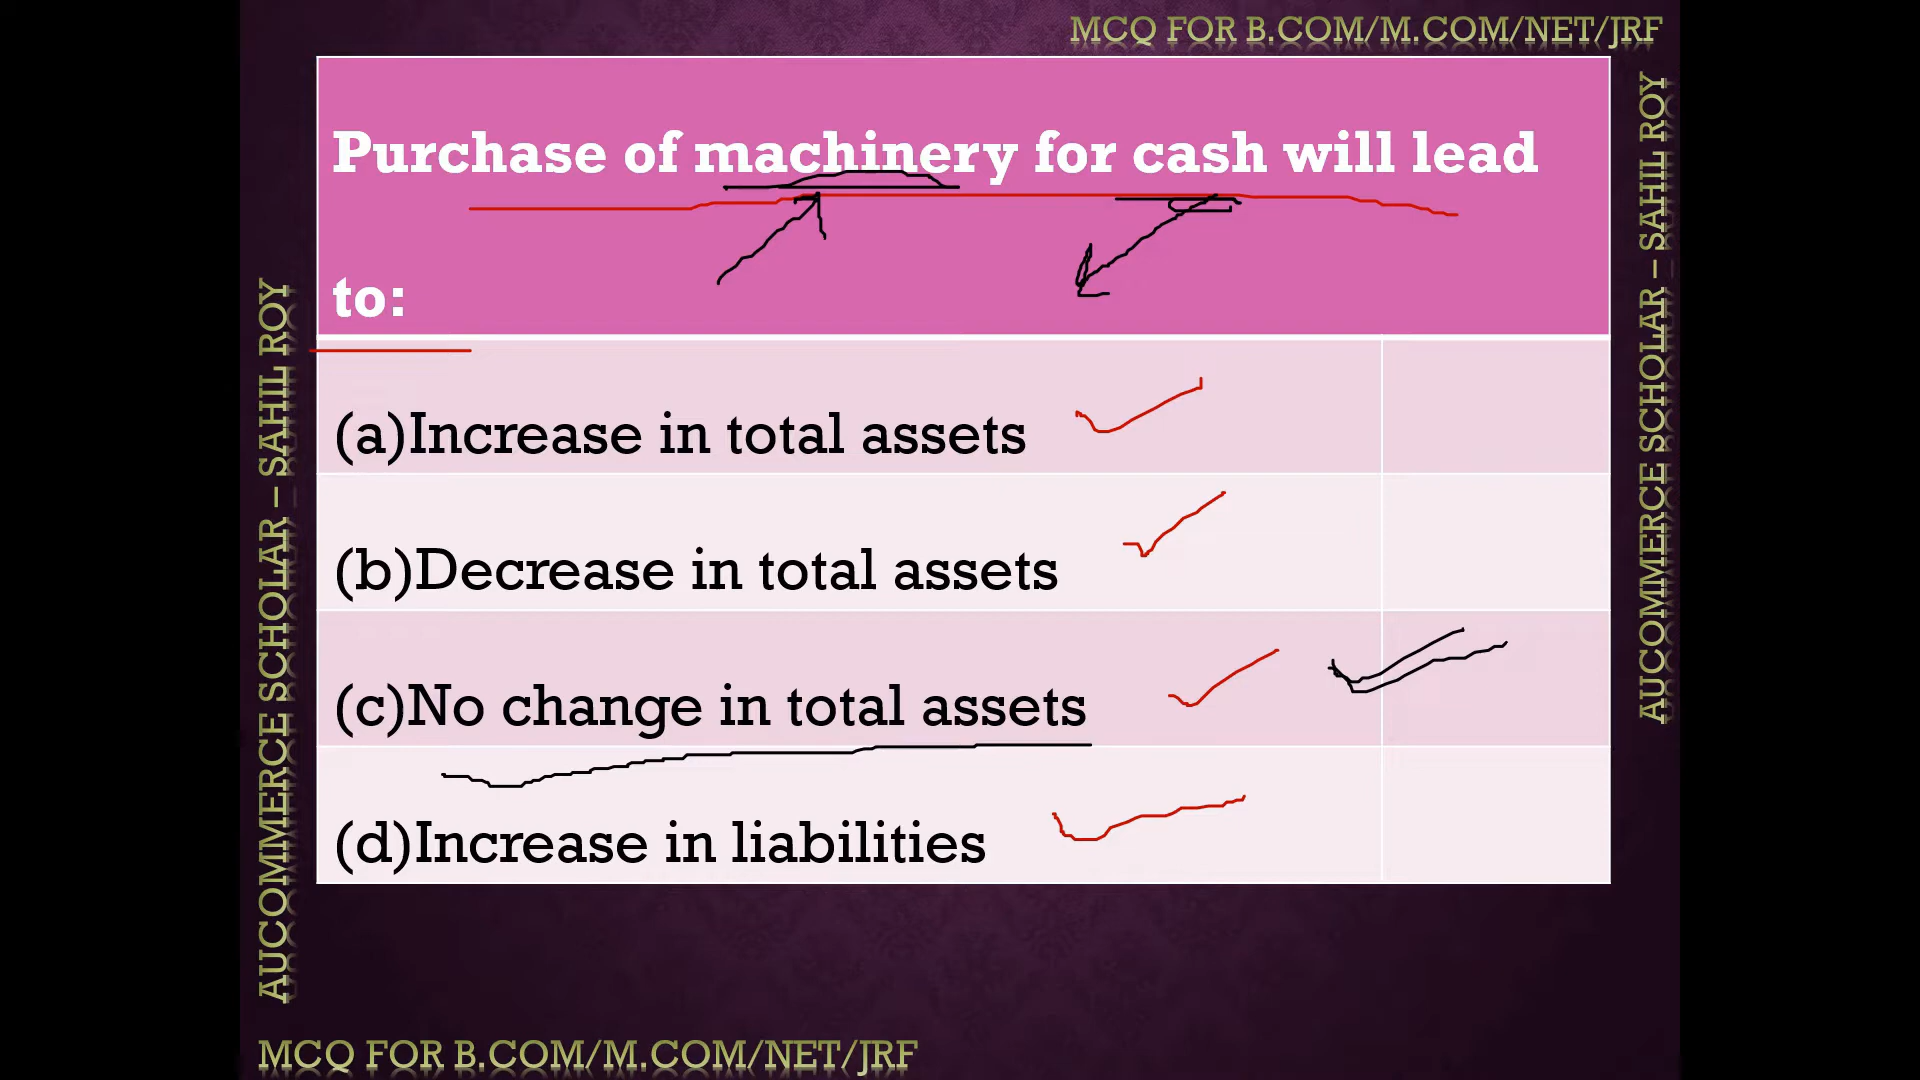 MCQ FOR B.COM/M.COM/NET/JRF
Purchase of machinery for cash will lead
to:
(a)Increase in total assets
(b)Decrease in total assets
(c)No change in total assets
(d)Increase in liabilities
AUCOMMERCE SCHOLAR – SAHIL ROY
AUCOMMERCE SCHOLAR – SAHIL ROY
MCQ FOR B.COM/M.COM/NET/JRF